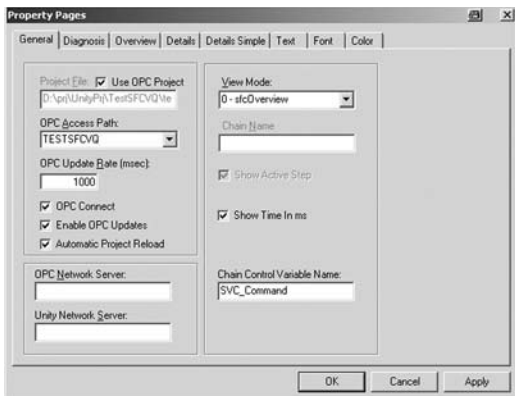 Property Pages
General Diagnosis Overview Details Details Simple Text Font Color
Project File: Use OPC Project
D:\prj\UnityPrj\TestSFCVQ\te
OPC Access Path:
TESTSFCVQ
OPC Update Rate (msec):
1000
OPC Connect
Enable OPC Updates
Automatic Project Reload
OPC Network Server:
Unity Network Server:
View Mode:
0 - sfcOverview
Chain Name
Show Active Step
Show Time In ms
Chain Control Variable Name:
SVC_Command
OK Cancel Apply